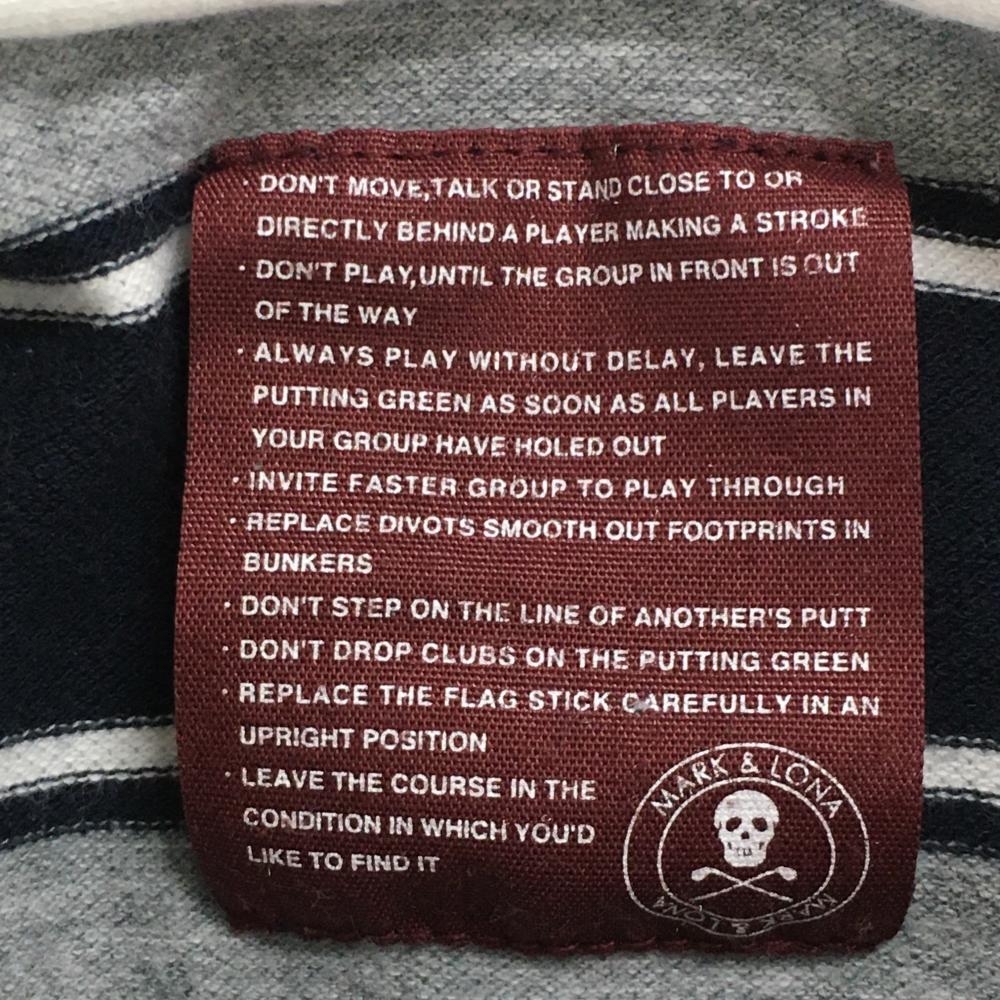 · DON'T MOVE,TALK OR STAND CLOSE TO OR
DIRECTLY BEHIND A PLAYER MAKING A STROKE
· DON'T PLAY,UNTIL THE GROUP IN FRONT IS OUT
OF THE WAY
· ALWAYS PLAY WITHOUT DELAY, LEAVE THE
PUTTING GREEN AS SOON AS ALL PLAYERS IN
YOUR GROUP HAVE HOLED OUT
· INVITE FASTER GROUP TO PLAY THROUGH
· REPLACE DIVOTS SMOOTH OUT FOOTPRINTS IN
BUNKERS
· DON'T STEP ON THE LINE OF ANOTHER'S PUTT
· DON'T DROP CLUBS ON THE PUTTING GREEN
· REPLACE THE FLAG STICK CAREFULLY IN AN
UPRIGHT POSITION
· LEAVE THE COURSE IN THE
CONDITION IN WHICH YOU'D
LIKE TO FIND IT
MARK & LONA
MARK & LONA